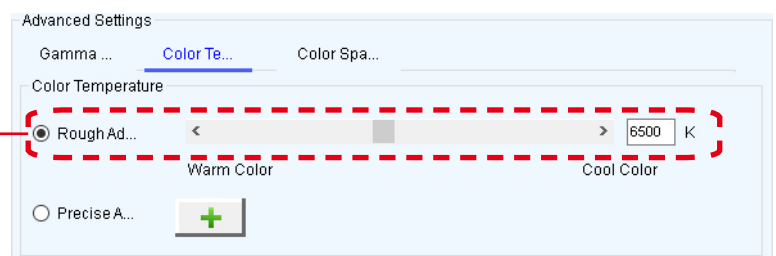 Advanced Settings
Gamma ... Color Te... Color Spa...
Color Temperature
Rough Ad... < > 6500 K
Warm Color Cool Color
Precise A... +